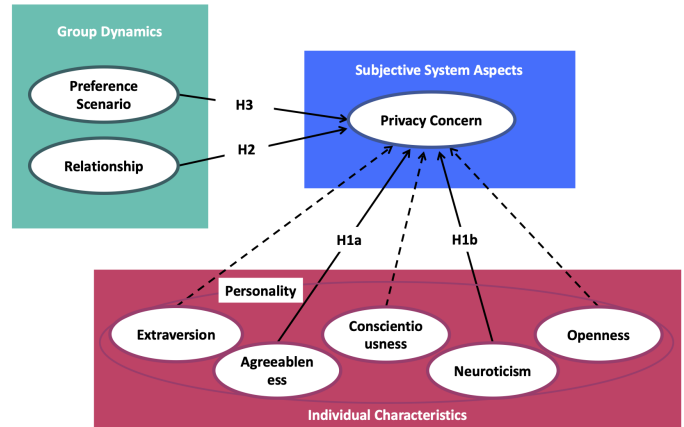 Group Dynamics
Preference
Scenario
Relationship
H3
H2
Subjective System Aspects
Privacy Concern
H1a
H1b
Personality
Extraversion
Agreeablen
ess
Conscientio
usness
Neuroticism
Openness
Individual Characteristics